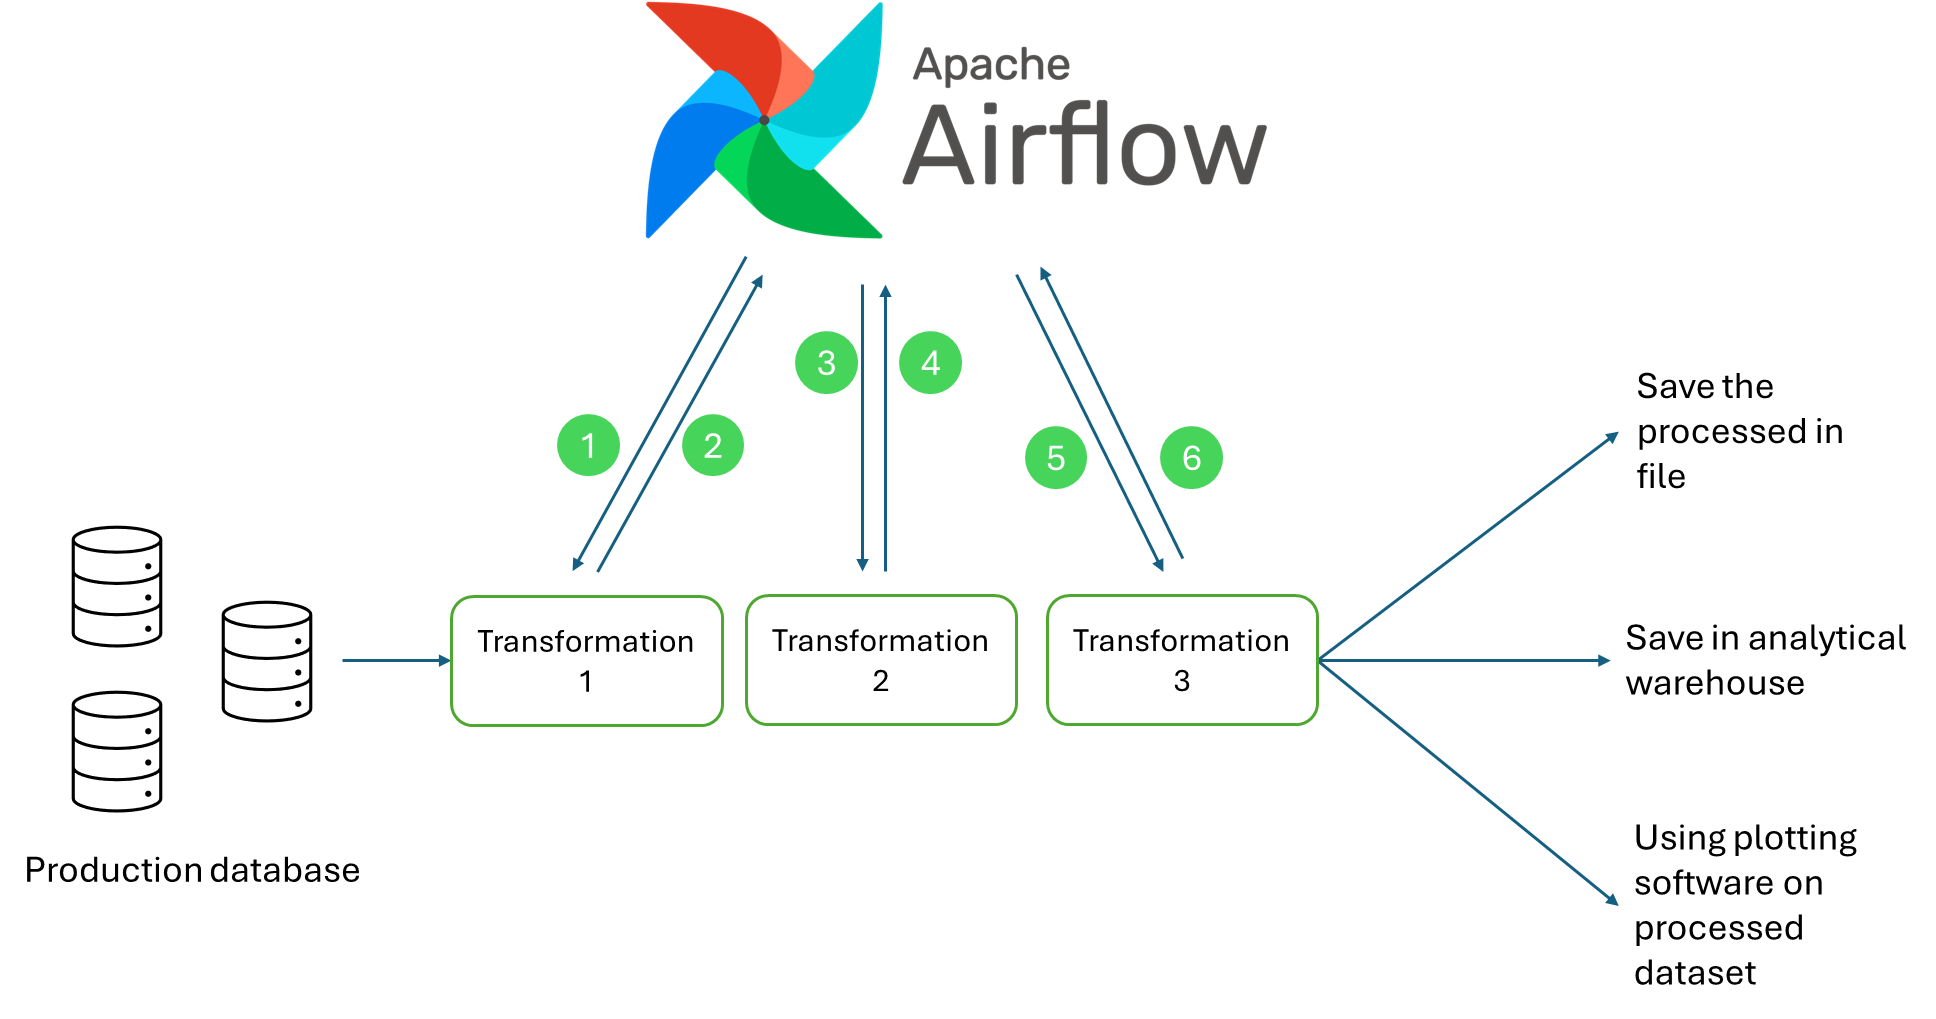 Apache
Airflow
3
4
1
2
5
6
Save the
processed in
file
Transformation
1
Transformation
2
Transformation
3
Save in analytical
warehouse
Production database
Using plotting
software on
processed
dataset